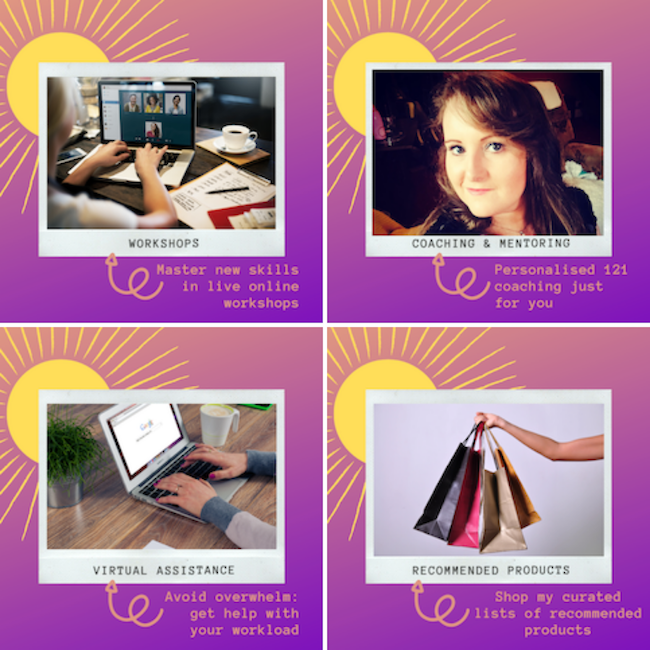 WORKSHOPS
Master new skills
in live online
workshops
COACHING & MENTORING
Personalised 121
coaching just
for you
VIRTUAL ASSISTANCE
Avoid overwhelm:
get help with
your workload
RECOMMENDED PRODUCTS
Shop my curated
lists of recommended
products